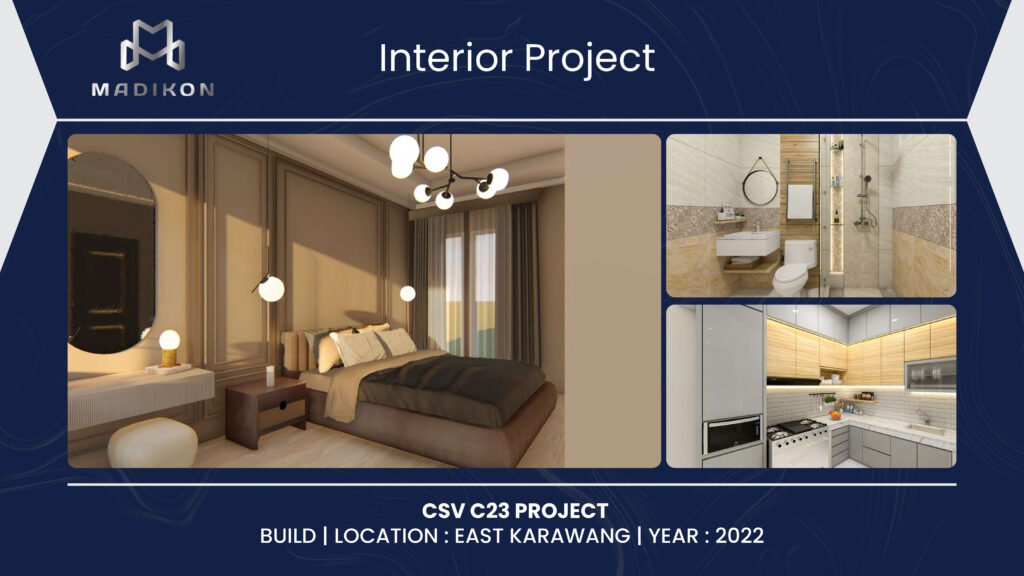 MADIKON
Interior Project
CSV C23 PROJECT
BUILD | LOCATION : EAST KARAWANG | YEAR : 2022